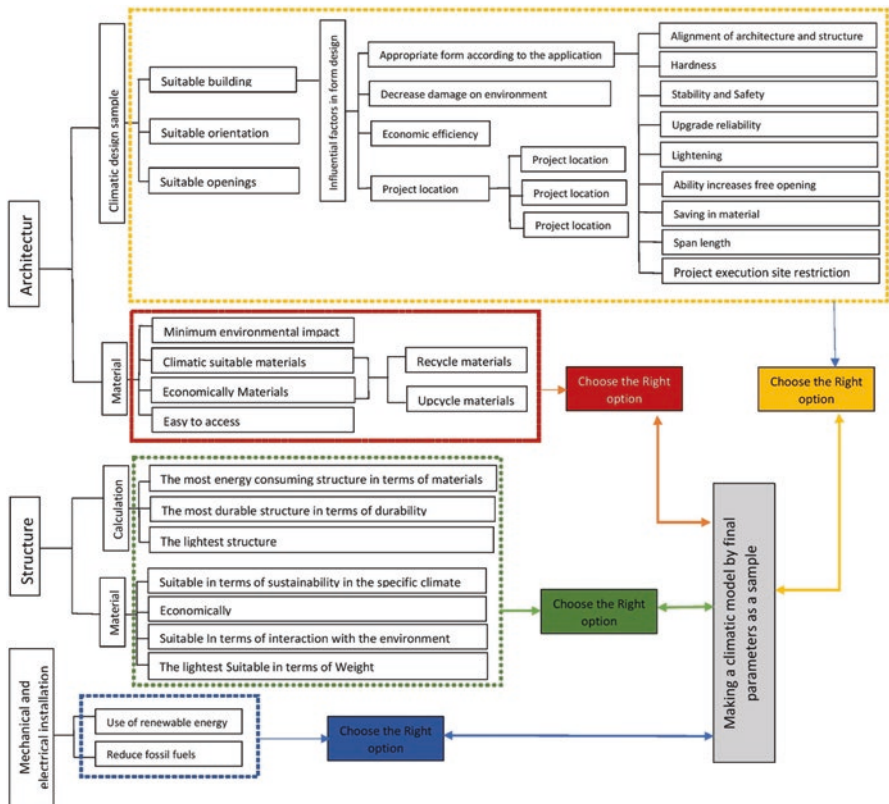 Architectur
Climatic design sample
Suitable building
Suitable orientation
Suitable openings
Influential factors in form design
Appropriate form according to the application
Decrease damage on environment
Economic efficiency
Project location
Project location
Project location
Project location
Alignment of architecture and structure
Hardness
Stability and Safety
Upgrade reliability
Lightening
Ability increases free opening
Saving in material
Span length
Project execution site restriction
Material
Minimum environmental impact
Climatic suitable materials
Economically Materials
Easy to access
Recycle materials
Upcycle materials
Choose the Right
option
Choose the Right
option
Structure
Calculation
The most energy consuming structure in terms of materials
The most durable structure in terms of durability
The lightest structure
Material
Suitable in terms of sustainability in the specific climate
Economically
Suitable In terms of interaction with the environment
The lightest Suitable in terms of Weight
Choose the Right
option
Making a climatic model by final
parameters as a sample
Mechanical and
electrical installation
Use of renewable energy
Reduce fossil fuels
Choose the Right
option